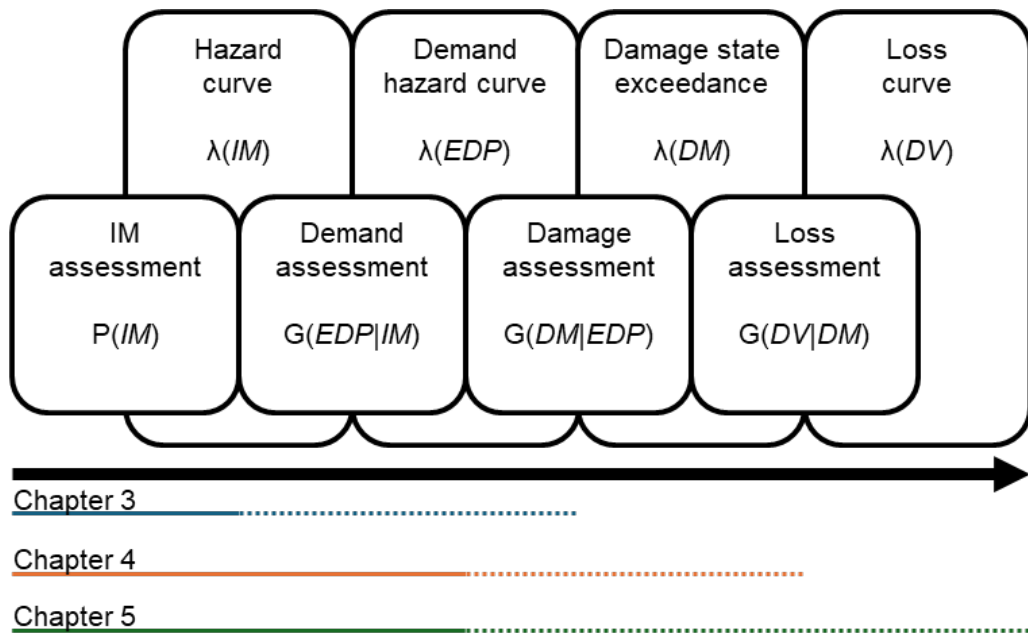 Hazard
curve
λ(IM)
Demand
hazard curve
λ(EDP)
Damage state
exceedance
λ(DM)
Loss
curve
λ(DV)
IM
assessment
P(IM)
Demand
assessment
G(EDP|IM)
Damage
assessment
G(DM|EDP)
Loss
assessment
G(DV|DM)
Chapter 3
Chapter 4
Chapter 5